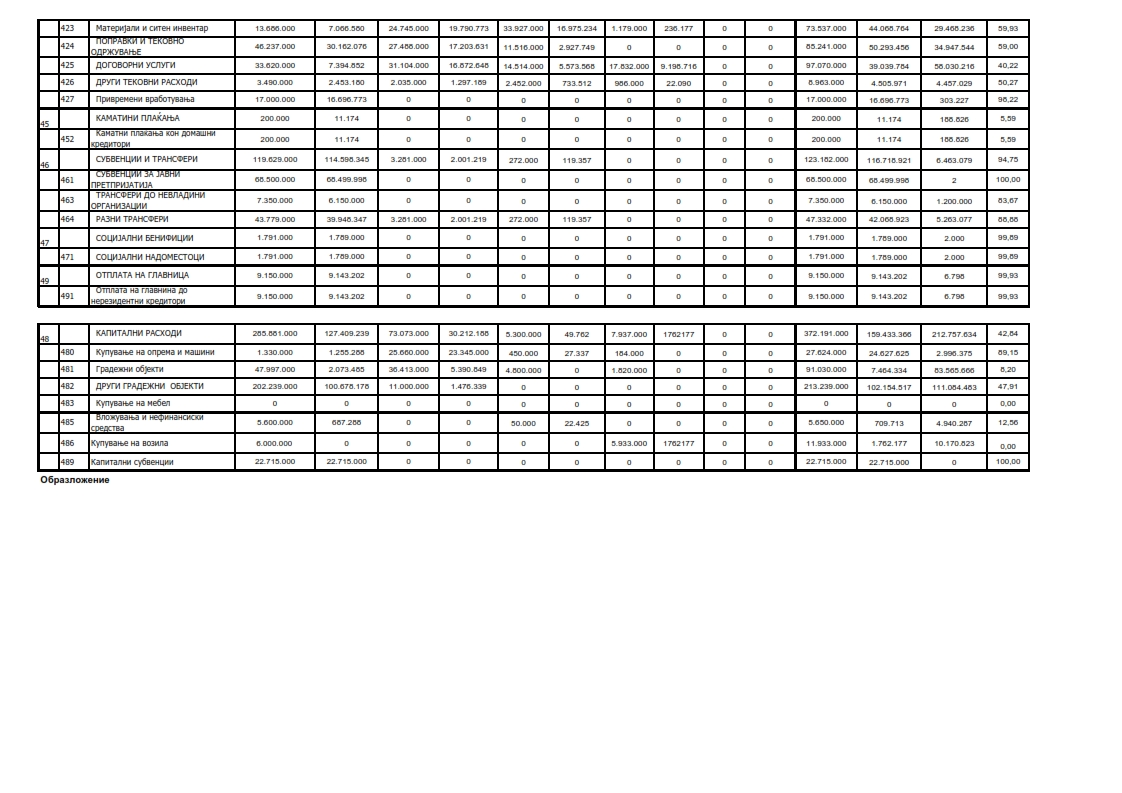 423 Материјали и ситен инвентар 13.686.000 7.066.580 24.745.000 19.790.773 33.927.000 16.975.234 1.179.000 236.177 0 0 73.537.000 44.068.764 29.468.236 59,93
424 ПОПРАВКИ И ТЕКОВНО ОДРЖУВАЊЕ 46.237.000 30.162.076 27.488.000 17.203.631 11.516.000 2.927.749 0 0 0 0 85.241.000 50.293.456 34.947.544 59,00
425 ДОГОВОРНИ УСЛУГИ 33.620.000 7.394.852 31.104.000 16.872.648 14.514.000 5.573.568 17.832.000 9.198.716 0 0 97.070.000 39.039.784 58.030.216 40,22
426 ДРУГИ ТЕКОВНИ РАСХОДИ 3.490.000 2.453.180 2.035.000 1.297.189 2.452.000 733.512 986.000 22.090 0 0 8.963.000 4.505.971 4.457.029 50,27
427 Привремени вработувања 17.000.000 16.696.773 0 0 0 0 0 0 0 0 17.000.000 16.696.773 303.227 98,22
45 КАМАТИНИ ПЛАЌАЊА 200.000 11.174 0 0 0 0 0 0 0 0 200.000 11.174 188.826 5,59
452 Каматни плаќања кон домашни кредитори 200.000 11.174 0 0 0 0 0 0 0 0 200.000 11.174 188.826 5,59
46 СУБВЕНЦИИ И ТРАНСФЕРИ 119.629.000 114.598.345 3.281.000 2.001.219 272.000 119.357 0 0 0 0 123.182.000 116.718.921 6.463.079 94,75
461 СУБВЕНЦИИ ЗА ЈАВНИ ПРЕТПРИЈАТИЈА 68.500.000 68.499.998 0 0 0 0 0 0 0 0 68.500.000 68.499.998 2 100,00
463 ТРАНСФЕРИ ДО НЕВЛАДИНИ ОРГАНИЗАЦИИ 7.350.000 6.150.000 0 0 0 0 0 0 0 0 7.350.000 6.150.000 1.200.000 83,67
464 РАЗНИ ТРАНСФЕРИ 43.779.000 39.948.347 3.281.000 2.001.219 272.000 119.357 0 0 0 0 47.332.000 42.068.923 5.263.077 88,88
47 СОЦИЈАЛНИ БЕНИФИЦИИ 1.791.000 1.789.000 0 0 0 0 0 0 0 0 1.791.000 1.789.000 2.000 99,89
471 СОЦИЈАЛНИ НАДОМЕСТОЦИ 1.791.000 1.789.000 0 0 0 0 0 0 0 0 1.791.000 1.789.000 2.000 99,89
49 ОТПЛАТА НА ГЛАВНИЦА 9.150.000 9.143.202 0 0 0 0 0 0 0 0 9.150.000 9.143.202 6.798 99,93
491 Отплата на главнина до нерезидентни кредитори 9.150.000 9.143.202 0 0 0 0 0 0 0 0 9.150.000 9.143.202 6.798 99,93
48 КАПИТАЛНИ РАСХОДИ 285.881.000 127.409.239 73.073.000 30.212.188 5.300.000 49.762 7.937.000 1762177 0 0 372.191.000 159.433.366 212.757.634 42,84
480 Купување на опрема и машини 1.330.000 1.255.288 25.660.000 23.345.000 450.000 27.337 184.000 0 0 0 27.624.000 24.627.625 2.996.375 89,15
481 Градежни објекти 47.997.000 2.073.485 36.413.000 5.390.849 4.800.000 0 1.820.000 0 0 0 91.030.000 7.464.334 83.565.666 8,20
482 ДРУГИ ГРАДЕЖНИ ОБЈЕКТИ 202.239.000 100.678.178 11.000.000 1.476.339 0 0 0 0 0 0 213.239.000 102.154.517 111.084.483 47,91
483 Купување на мебел 0 0 0 0 0 0 0 0 0 0 0 0 0 0,00
485 Вложувања и нефинансиски средства 5.600.000 687.288 0 0 50.000 22.425 0 0 0 0 5.650.000 709.713 4.940.287 12,56
486 Купување на возила 6.000.000 0 0 0 0 0 5.933.000 1762177 0 0 11.933.000 1.762.177 10.170.823 0,00
489 Капитални субвенции 22.715.000 22.715.000 0 0 0 0 0 0 0 0 22.715.000 22.715.000 0 100,00
Образложение